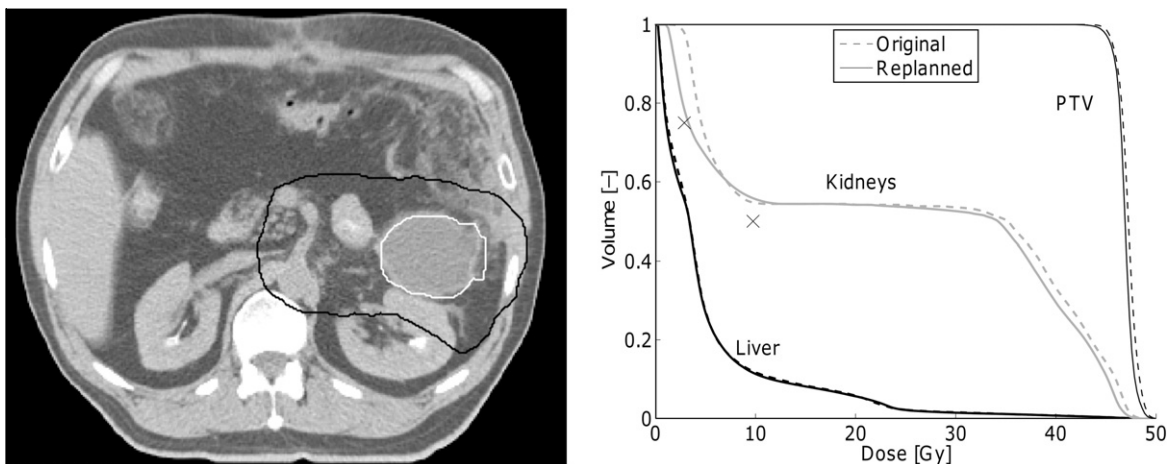 1
0.8
0.6
0.4
0.2
0
Volume [–]
Original
Replanned
PTV
Kidneys
Liver
0 10 20 30 40 50
Dose [Gy]